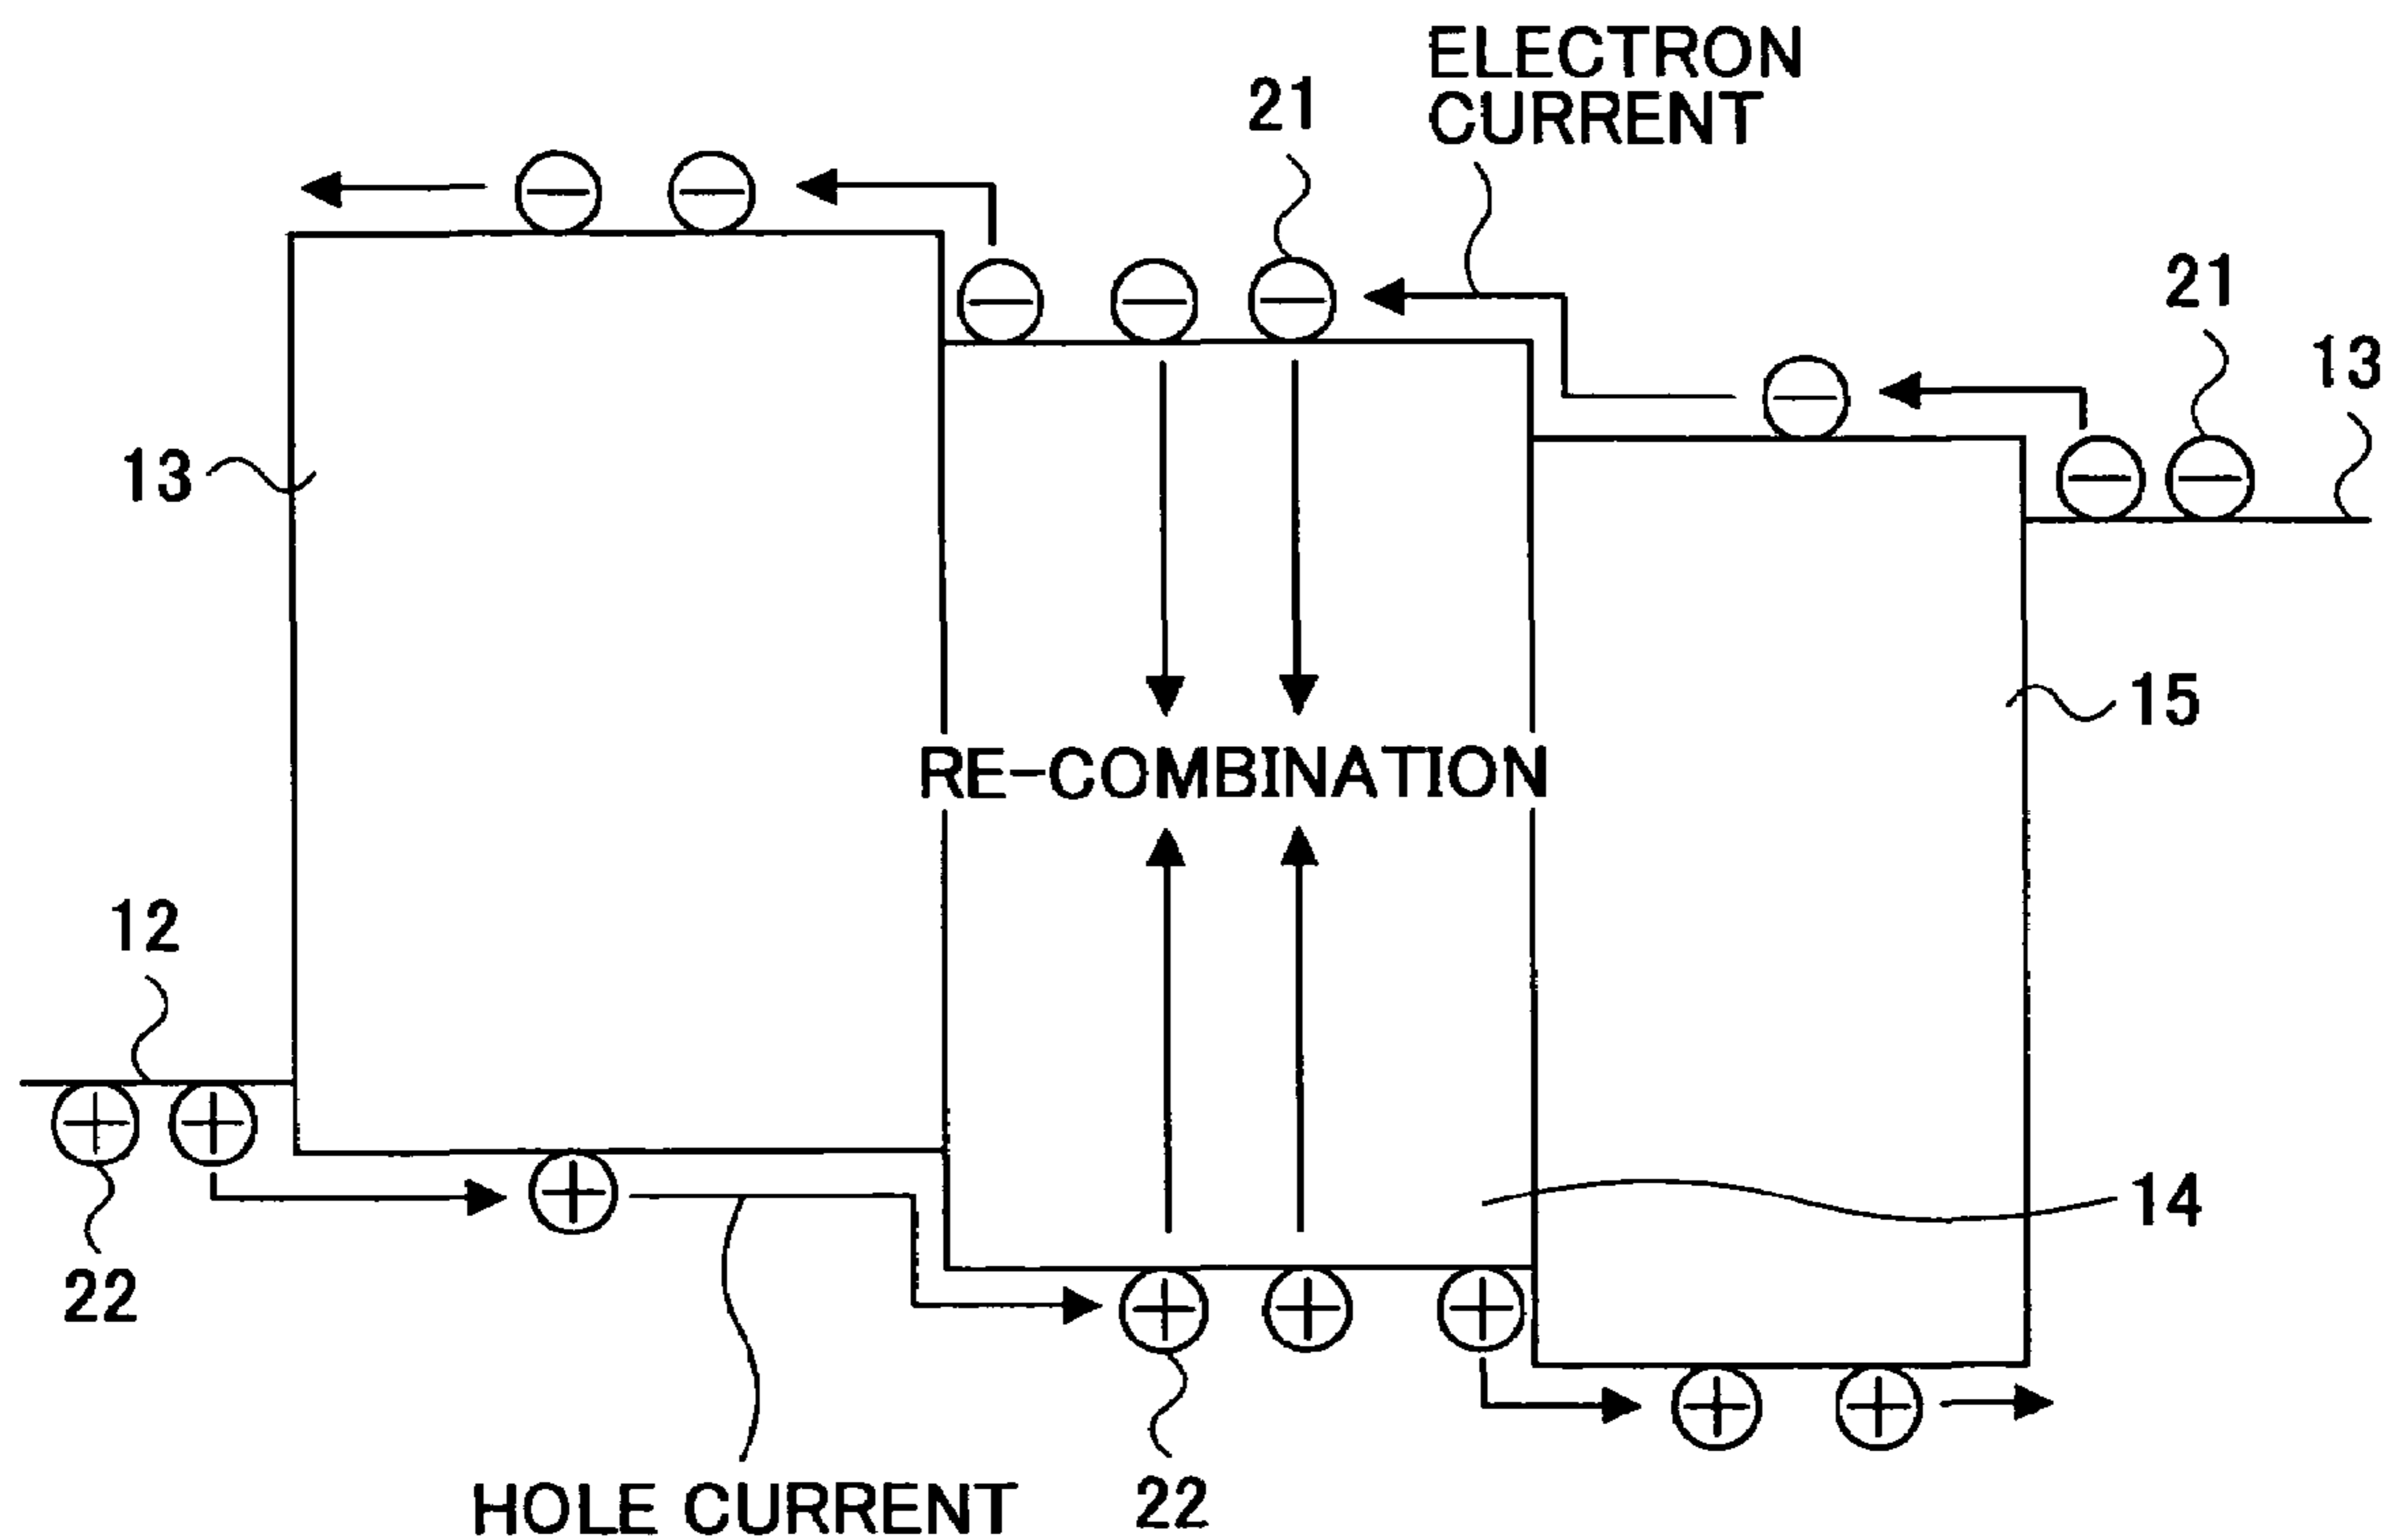 ELECTRON
CURRENT
21
21
13
13
15
RE-COMBINATION
12
14
22
22
HOLE CURRENT